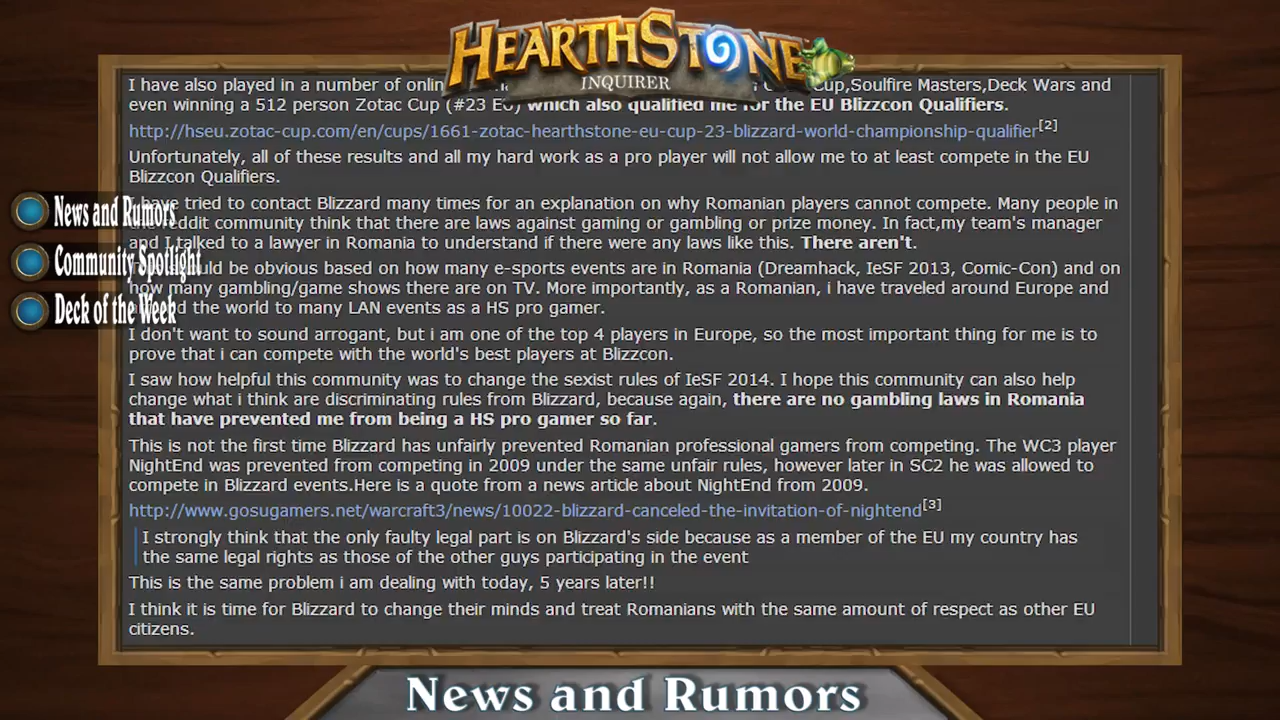 HEARTHSTONE
INQUIRER
I have also played in a number of
Cup,Soulfire Masters,Deck Wars and
even winning a 512 person Zotac Cup (#23 EU) which also qualified me for the EU Blizzcon Qualifiers.
http://hseu.zotac-cup.com/en/cups/1661-zotac-hearthstone-eu-cup-23-blizzard-world-championship-qualifier[2]
Unfortunately, all of these results and all my hard work as a pro player will not allow me to at least compete in the EU
Blizzcon Qualifiers.
have tried to contact Blizzard many times for an explanation on why Romanian players cannot compete. Many people in
reddit community think that there are laws against gaming or gambling or prize money. In fact,my team's manager
and I talked to a lawyer in Romania to understand if there were any laws like this. There aren't.
be obvious based on how many e-sports events are in Romania (Dreamhack, IeSF 2013, Comic-Con) and on
how many gambling/game shows there are on TV. More importantly, as a Romanian, i have traveled around Europe and
the world to many LAN events as a HS pro gamer.
I don't want to sound arrogant, but i am one of the top 4 players in Europe, so the most important thing for me is to
prove that i can compete with the world's best players at Blizzcon.
I saw how helpful this community was to change the sexist rules of IeSF 2014. I hope this community can also help
change what i think are discriminating rules from Blizzard, because again, there are no gambling laws in Romania
that have prevented me from being a HS pro gamer so far.
This is not the first time Blizzard has unfairly prevented Romanian professional gamers from competing. The WC3 player
NightEnd was prevented from competing in 2009 under the same unfair rules, however later in SC2 he was allowed to
compete in Blizzard events.Here is a quote from a news article about NightEnd from 2009.
http://www.gosugamers.net/warcraft3/news/10022-blizzard-canceled-the-invitation-of-nightend[3]
I strongly think that the only faulty legal part is on Blizzard's side because as a member of the EU my country has
the same legal rights as those of the other guys participating in the event
This is the same problem i am dealing with today, 5 years later!!
I think it is time for Blizzard to change their minds and treat Romanians with the same amount of respect as other EU
citizens.
News and Rumors
Community Spotlight
Deck of the Week
News and Rumors